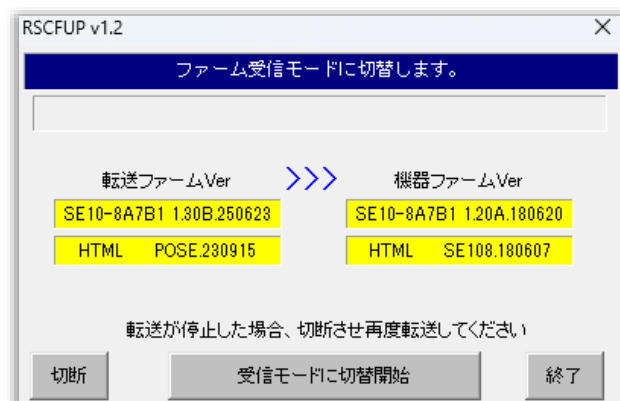 RSCFUP v1.2
ファーム受信モードに切替します。
転送ファームVer >>> 機器ファームVer
SE10-8A7B1 1.30B.250623 SE10-8A7B1 1.20A.180620
HTML POSE.230915 HTML SE108.180607
転送が停止した場合、切断させ再度転送してください
切断 受信モードに切替開始 終了